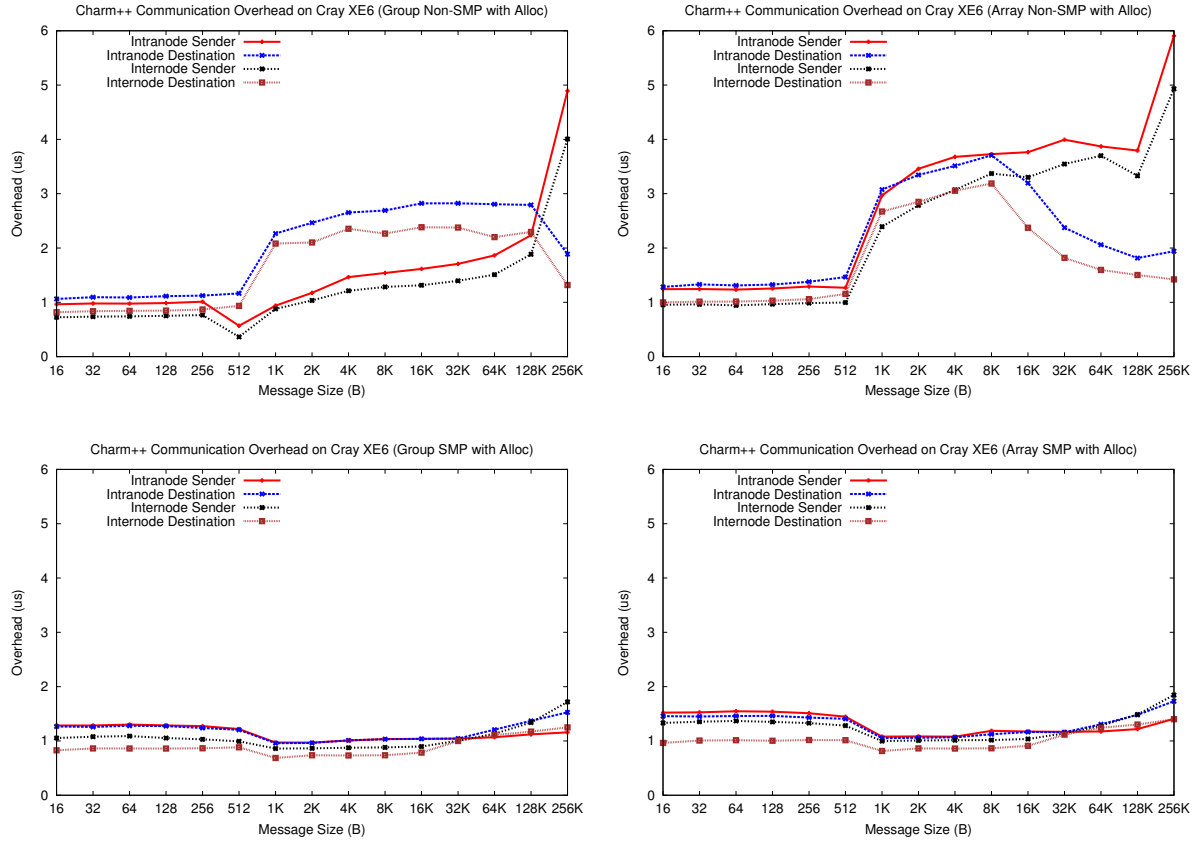 Charm++ Communication Overhead on Cray XE6 (Group Non-SMP with Alloc)
6
5
4
3
2
1
0
Overhead (us)
Intranode Sender
Intranode Destination
Internode Sender
Internode Destination
16 32 64 128 256 512 1K 2K 4K 8K 16K 32K 64K 128K 256K
Message Size (B)
Charm++ Communication Overhead on Cray XE6 (Array Non-SMP with Alloc)
6
5
4
3
2
1
0
Overhead (us)
Intranode Sender
Intranode Destination
Internode Sender
Internode Destination
16 32 64 128 256 512 1K 2K 4K 8K 16K 32K 64K 128K 256K
Message Size (B)
Charm++ Communication Overhead on Cray XE6 (Group SMP with Alloc)
6
5
4
3
2
1
0
Overhead (us)
Intranode Sender
Intranode Destination
Internode Sender
Internode Destination
16 32 64 128 256 512 1K 2K 4K 8K 16K 32K 64K 128K 256K
Message Size (B)
Charm++ Communication Overhead on Cray XE6 (Array SMP with Alloc)
6
5
4
3
2
1
0
Overhead (us)
Intranode Sender
Intranode Destination
Internode Sender
Internode Destination
16 32 64 128 256 512 1K 2K 4K 8K 16K 32K 64K 128K 256K
Message Size (B)